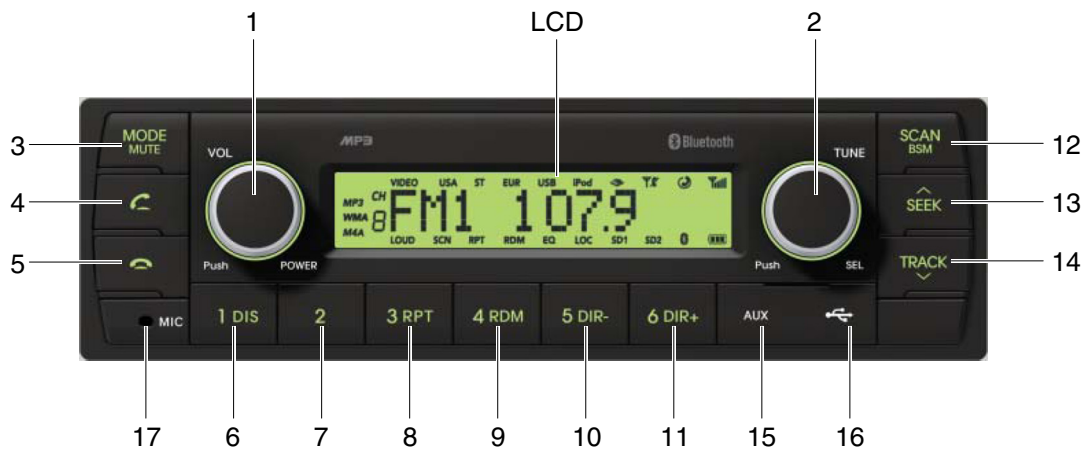 1 LCD 2
3 MODE MUTE VOL MP3 Bluetooth TUNE SCAN BSM 12
VIDEO USA ST EUR USB iPod
4 MP3 WMA M4A CH 8 FM1 107.9 SEEK 13
LOUD SCN RPT RDM EQ LOC SD1 SD2
5 Push POWER Push SEL TRACK 14
MIC 1 DIS 2 3 RPT 4 RDM 5 DIR- 6 DIR+ AUX
17 6 7 8 9 10 11 15 16